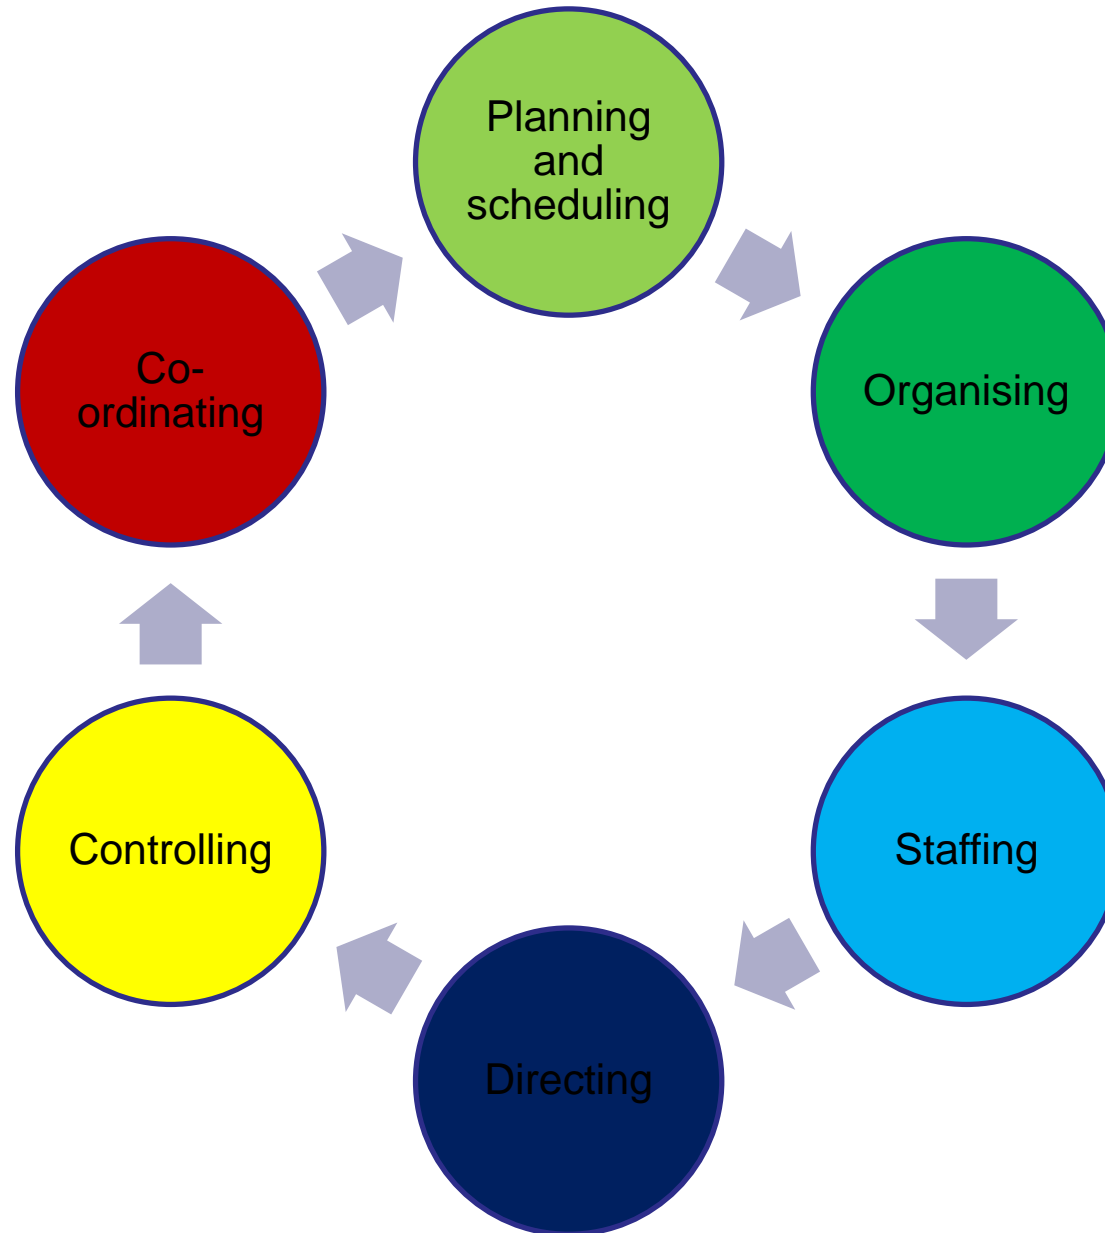 Planning
and
scheduling
Organising
Staffing
Directing
Controlling
Co-
ordinating